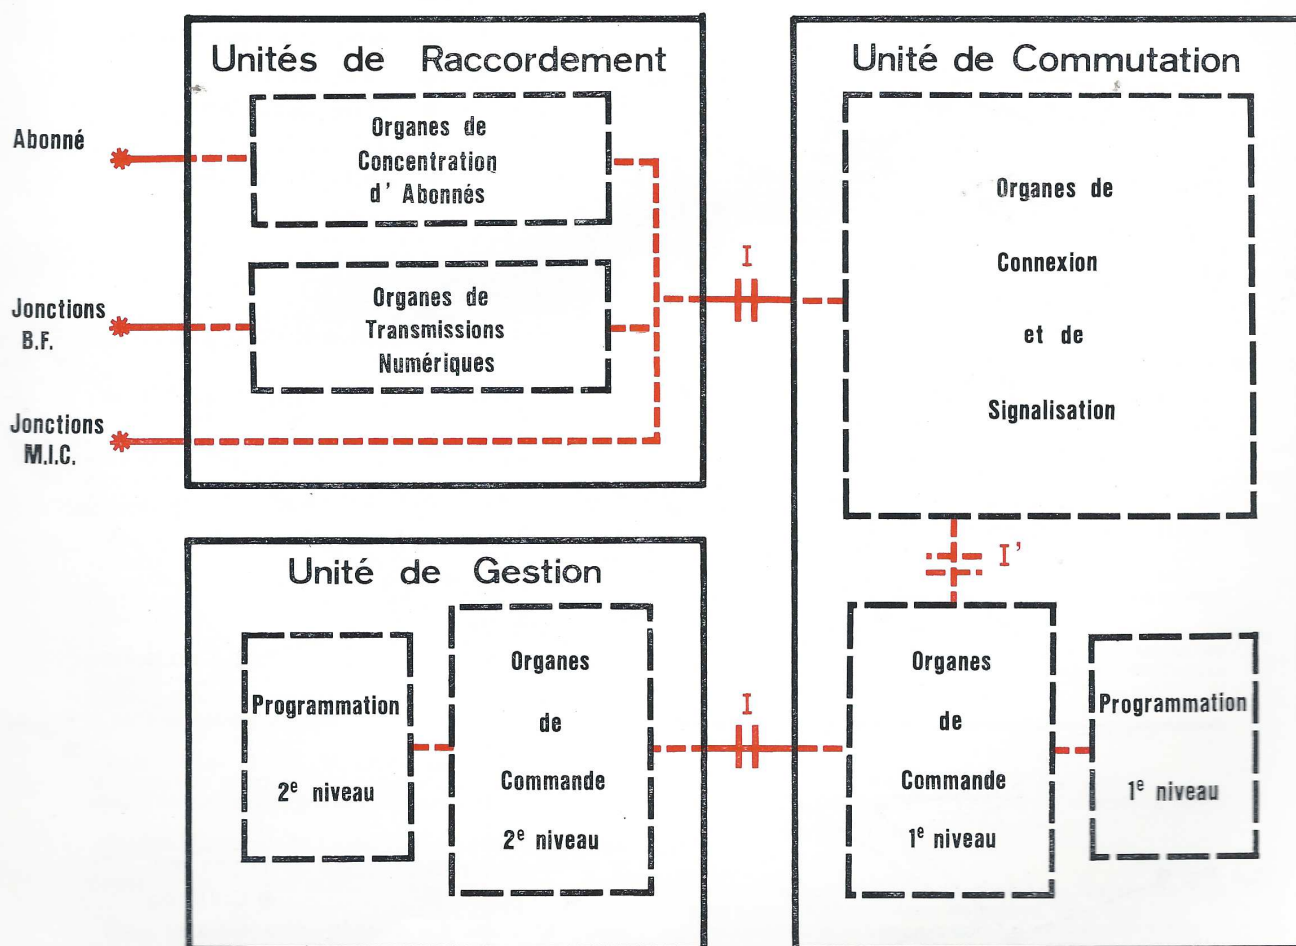 Unités de Raccordement
Abonné
Organes de
Concentration
d' Abonnés
Jonctions
B.F.
Organes de
Transmissions
Numériques
Jonctions
M.I.C.
I
Unité de Commutation
Organes de
Connexion
et de
Signalisation
I'
Unité de Gestion
Programmation
2e niveau
Organes
de
Commande
2e niveau
I
Organes
de
Commande
1e niveau
Programmation
1e niveau